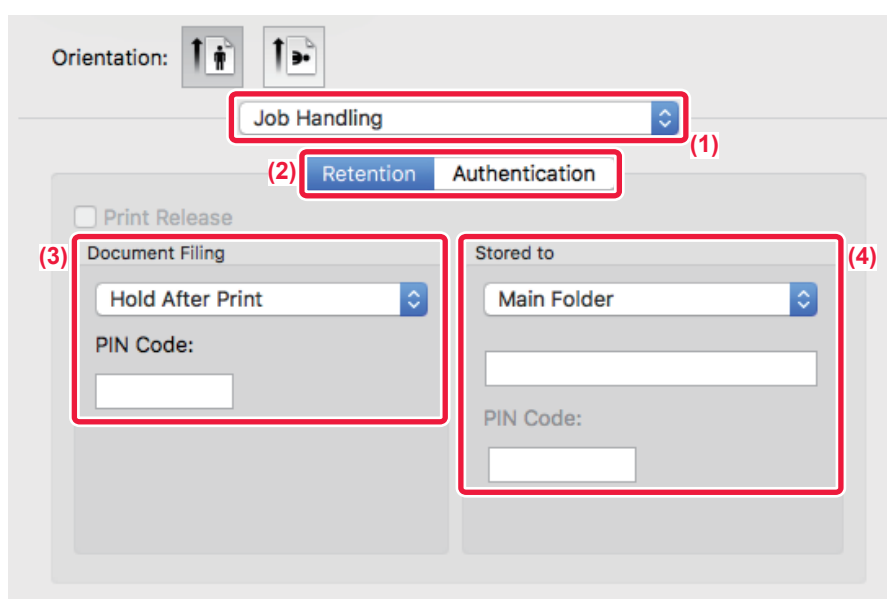 Orientation:
Job Handling
(1)
(2) Retention Authentication
Print Release
(3) Document Filing Stored to (4)
Hold After Print Main Folder
PIN Code:
PIN Code: